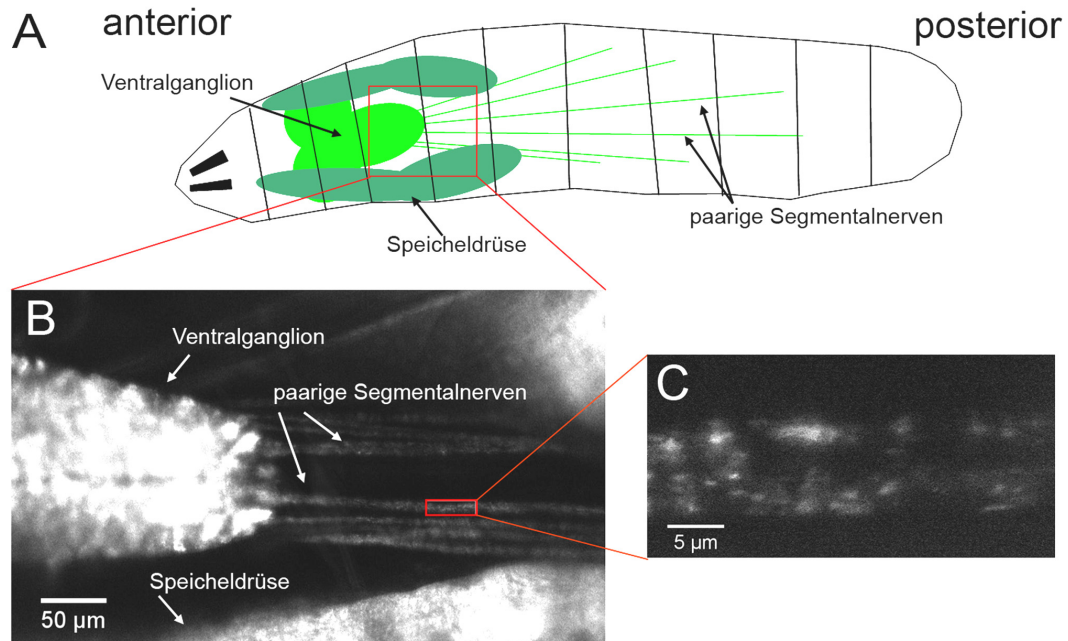 A
anterior
posterior
Ventralganglion
paarige Segmentalnerven
Speicheldrüse
B
Ventralganglion
paarige Segmentalnerven
Speicheldrüse
50 µm
C
5 µm